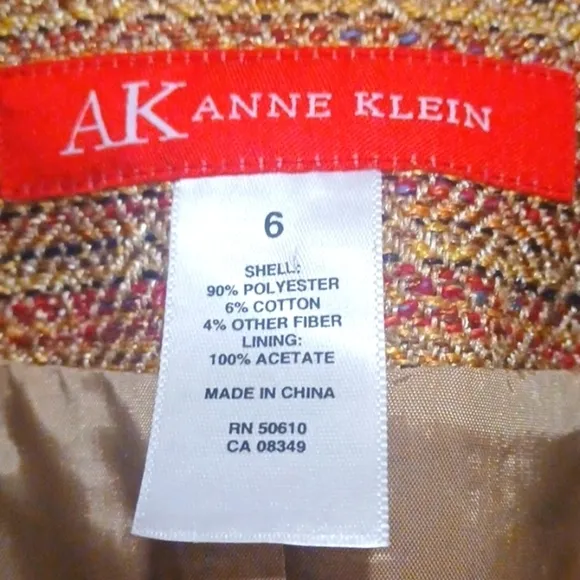 AK ANNE KLEIN
6
SHELL:
90% POLYESTER
6% COTTON
4% OTHER FIBER
LINING:
100% ACETATE
MADE IN CHINA
RN 50610
CA 08349